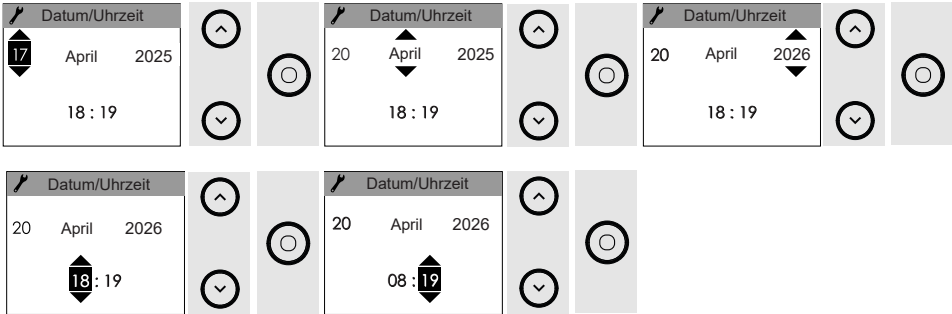 Datum/Uhrzeit
17 April 2025
18 : 19
Datum/Uhrzeit
20 April 2025
18 : 19
Datum/Uhrzeit
20 April 2026
18 : 19
Datum/Uhrzeit
20 April 2026
18 : 19
Datum/Uhrzeit
20 April 2026
08 : 19